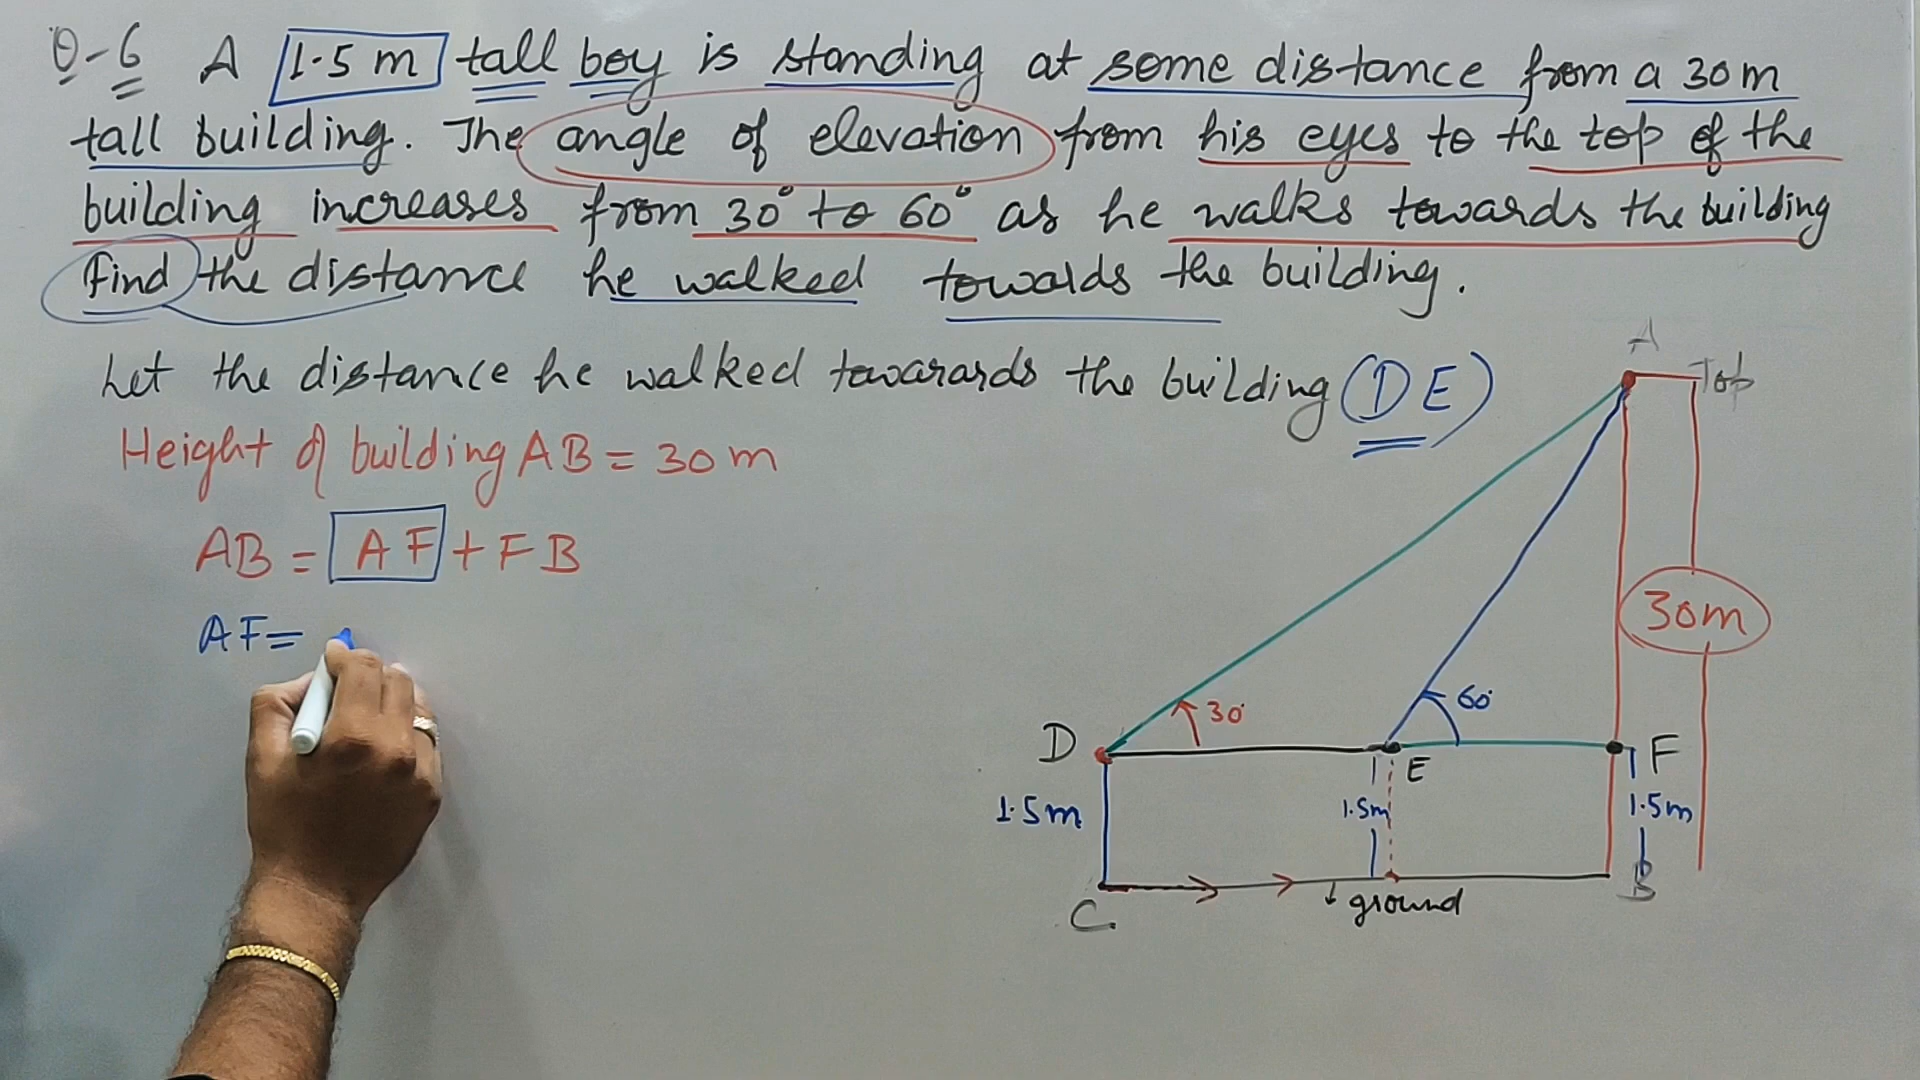 Q-6 A 1.5 m tall boy is standing at some distance from a 30 m
tall building. The angle of elevation from his eyes to the top of the
building increases from 30° to 60° as he walks towards the building
find the distance he walked towards the building.
Let the distance he walked towarards the building (DE)
Height of building AB = 30 m
AB = AF + FB
AF =
A
Top
30m
60°
30°
D
E
F
1.5m
1.5m
1.5m
C
ground
B